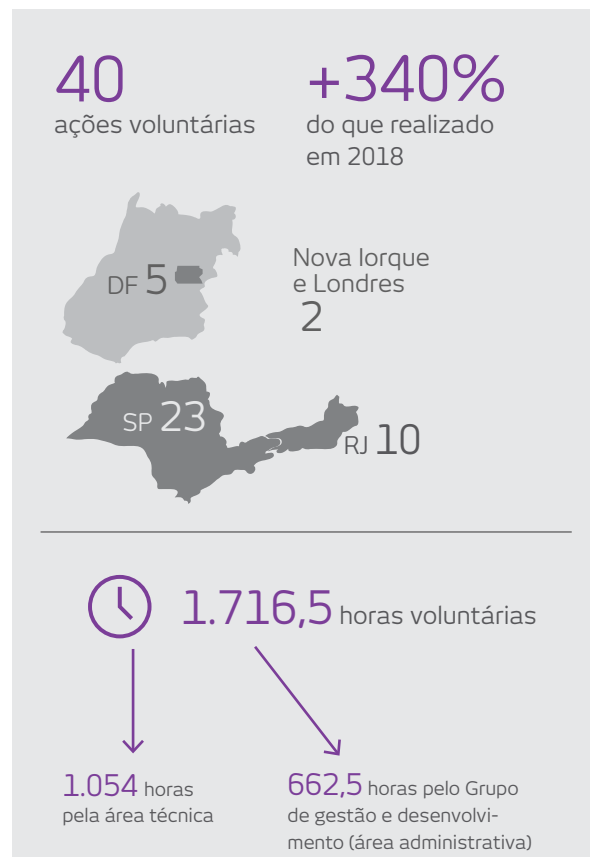 40
ações voluntárias
+340%
do que realizado
em 2018
DF 5
Nova Iorque
e Londres
2
SP 23
RJ 10
1.716,5 horas voluntárias
1.054 horas
pela área técnica
662,5 horas pelo Grupo
de gestão e desenvolvi-
mento (área administrativa)